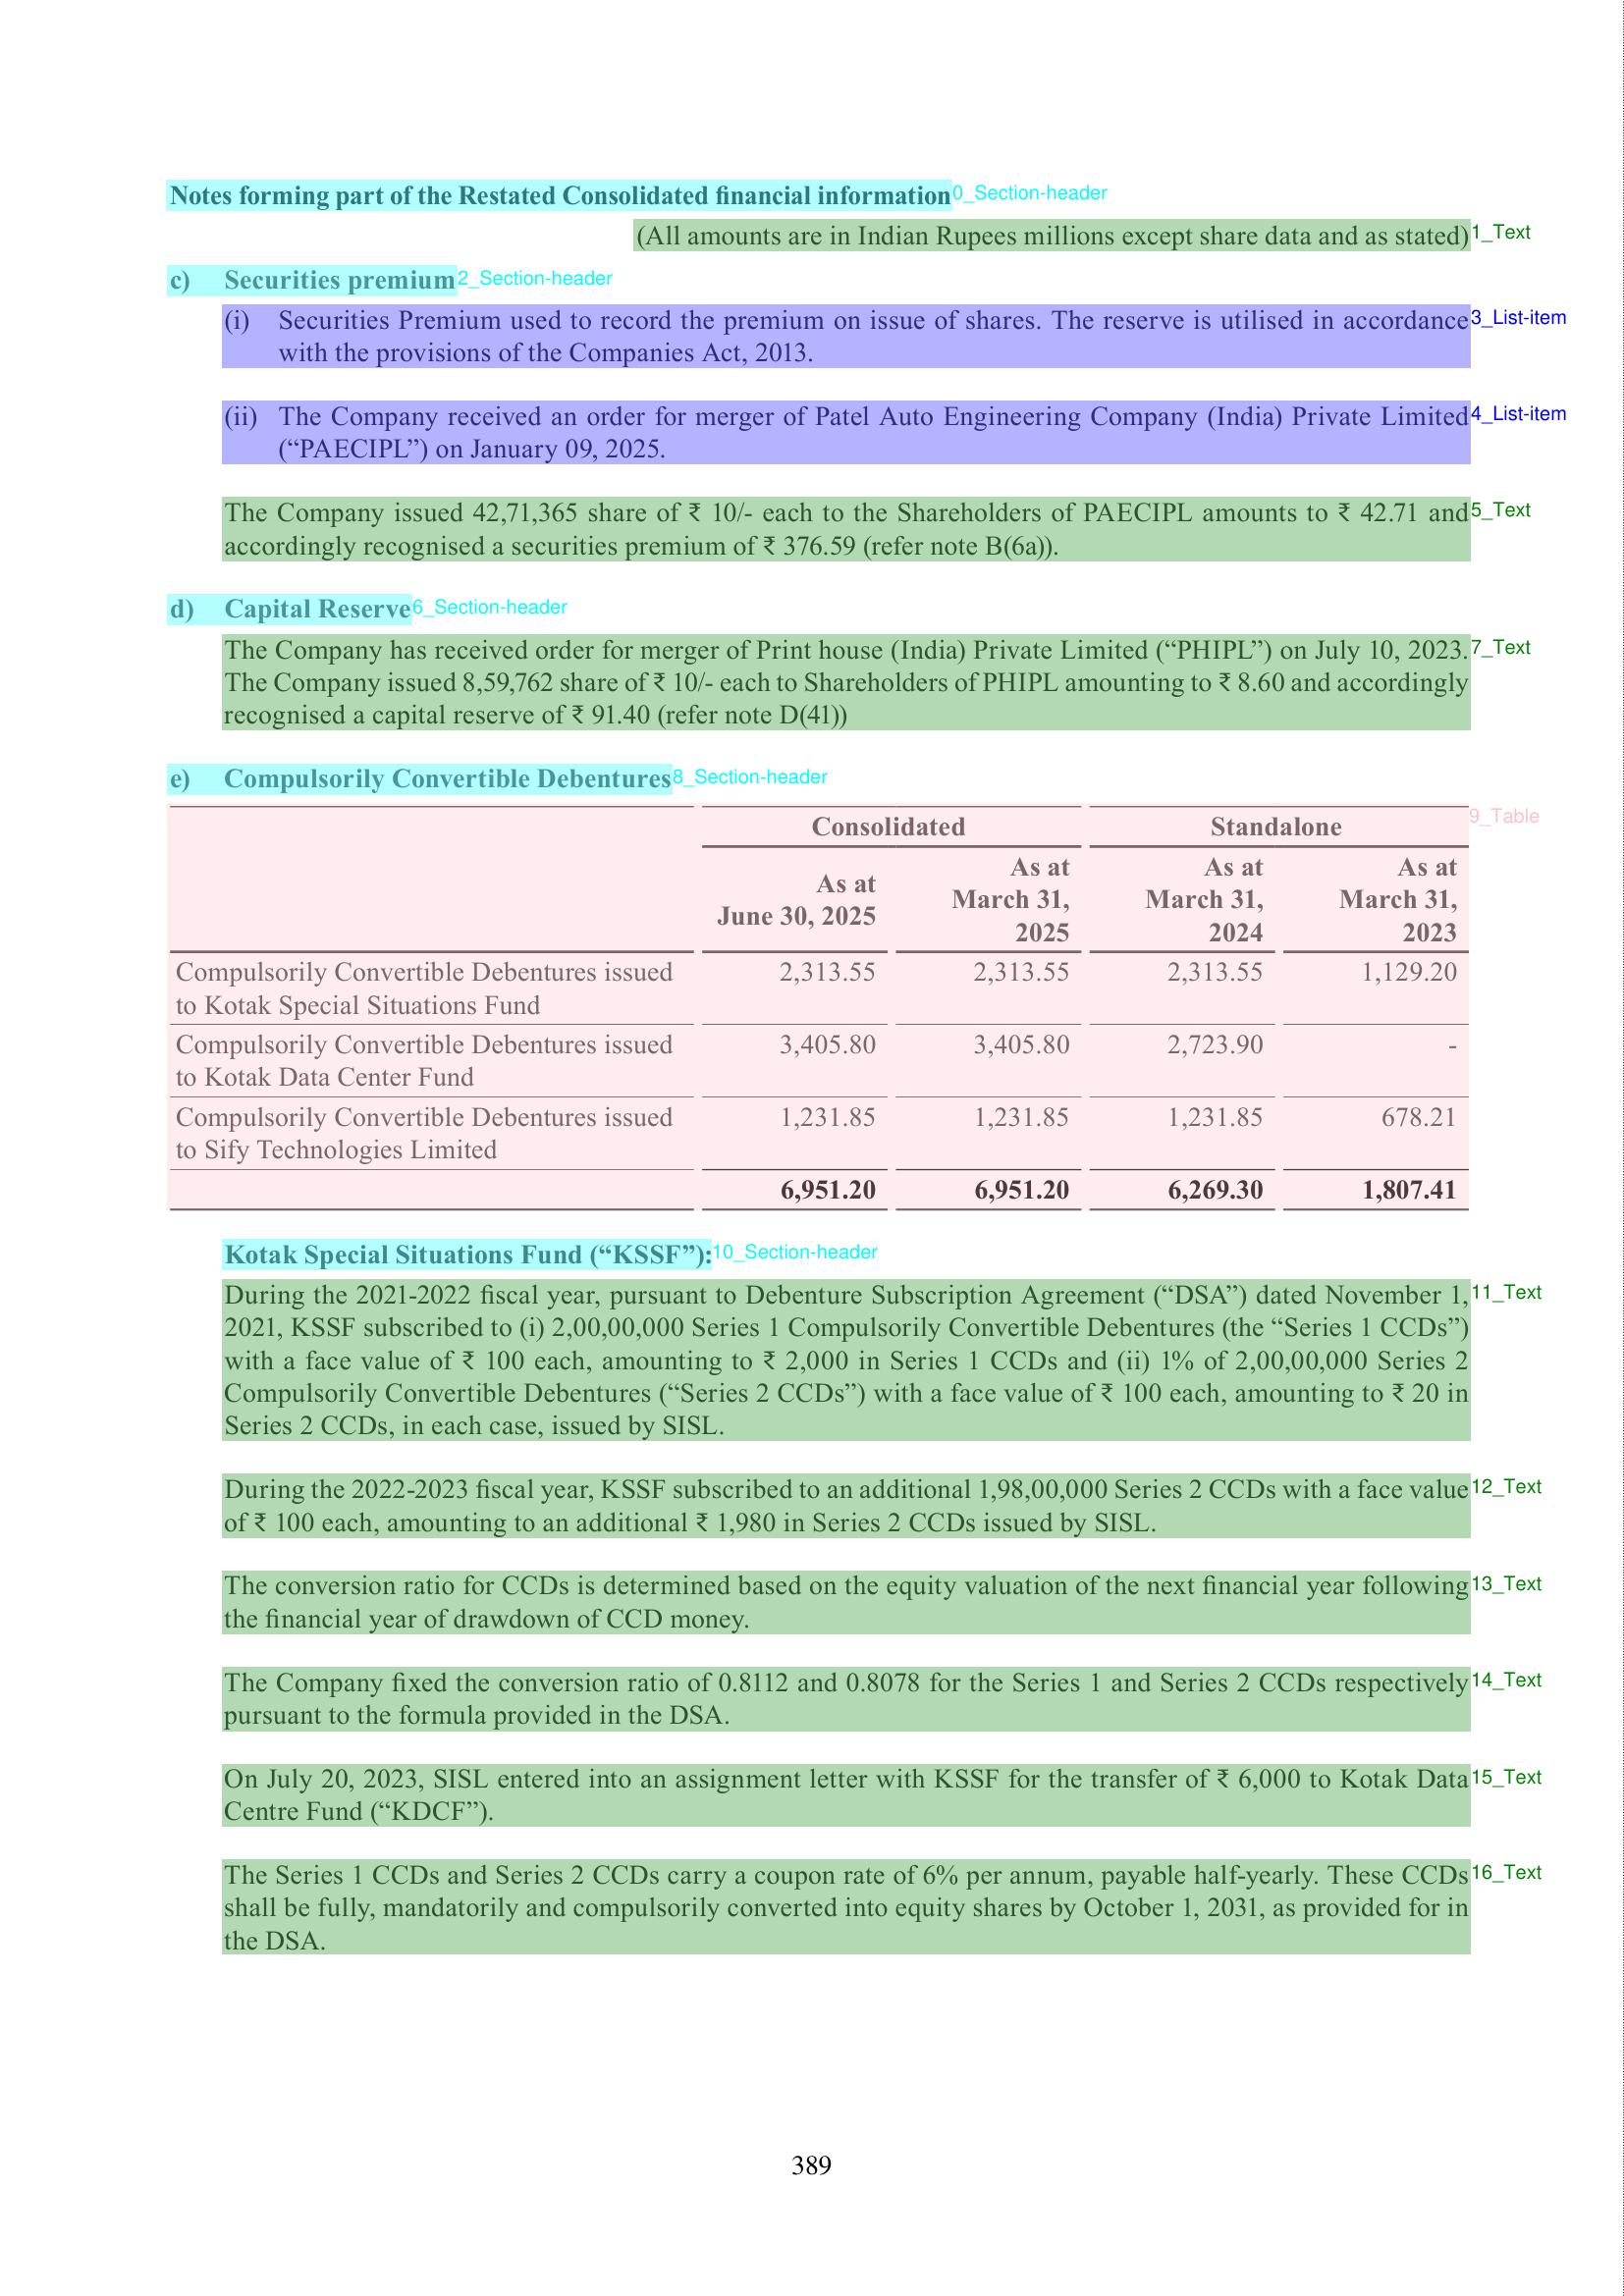 Notes forming part of the Restated Consolidated financial information 0_Section-header
(All amounts are in Indian Rupees millions except share data and as stated) 1_Text
c) Securities premium 2_Section-header
(i) Securities Premium used to record the premium on issue of shares. The reserve is utilised in accordance 3_List-item
with the provisions of the Companies Act, 2013.
(ii) The Company received an order for merger of Patel Auto Engineering Company (India) Private Limited 4_List-item
(“PAECIPL”) on January 09, 2025.
The Company issued 42,71,365 share of ₹ 10/- each to the Shareholders of PAECIPL amounts to ₹ 42.71 and 5_Text
accordingly recognised a securities premium of ₹ 376.59 (refer note B(6a)).
d) Capital Reserve 6_Section-header
The Company has received order for merger of Print house (India) Private Limited (“PHIPL”) on July 10, 2023. 7_Text
The Company issued 8,59,762 share of ₹ 10/- each to Shareholders of PHIPL amounting to ₹ 8.60 and accordingly
recognised a capital reserve of ₹ 91.40 (refer note D(41))
e) Compulsorily Convertible Debentures 8_Section-header
9_Table
Consolidated Standalone
As at June 30, 2025 As at March 31, 2025 As at March 31, 2024 As at March 31, 2023
Compulsorily Convertible Debentures issued 2,313.55 2,313.55 2,313.55 1,129.20
to Kotak Special Situations Fund
Compulsorily Convertible Debentures issued 3,405.80 3,405.80 2,723.90 -
to Kotak Data Center Fund
Compulsorily Convertible Debentures issued 1,231.85 1,231.85 1,231.85 678.21
to Sify Technologies Limited
6,951.20 6,951.20 6,269.30 1,807.41
Kotak Special Situations Fund (“KSSF”): 10_Section-header
During the 2021-2022 fiscal year, pursuant to Debenture Subscription Agreement (“DSA”) dated November 1, 11_Text
2021, KSSF subscribed to (i) 2,00,00,000 Series 1 Compulsorily Convertible Debentures (the “Series 1 CCDs”)
with a face value of ₹ 100 each, amounting to ₹ 2,000 in Series 1 CCDs and (ii) 1% of 2,00,00,000 Series 2
Compulsorily Convertible Debentures (“Series 2 CCDs”) with a face value of ₹ 100 each, amounting to ₹ 20 in
Series 2 CCDs, in each case, issued by SISL.
During the 2022-2023 fiscal year, KSSF subscribed to an additional 1,98,00,000 Series 2 CCDs with a face value 12_Text
of ₹ 100 each, amounting to an additional ₹ 1,980 in Series 2 CCDs issued by SISL.
The conversion ratio for CCDs is determined based on the equity valuation of the next financial year following 13_Text
the financial year of drawdown of CCD money.
The Company fixed the conversion ratio of 0.8112 and 0.8078 for the Series 1 and Series 2 CCDs respectively 14_Text
pursuant to the formula provided in the DSA.
On July 20, 2023, SISL entered into an assignment letter with KSSF for the transfer of ₹ 6,000 to Kotak Data 15_Text
Centre Fund (“KDCF”).
The Series 1 CCDs and Series 2 CCDs carry a coupon rate of 6% per annum, payable half-yearly. These CCDs 16_Text
shall be fully, mandatorily and compulsorily converted into equity shares by October 1, 2031, as provided for in
the DSA.
389